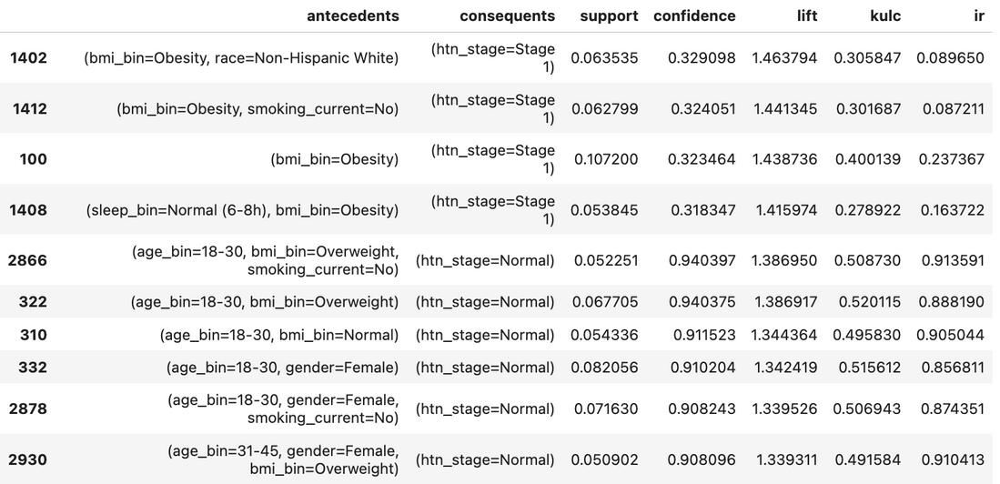 antecedents consequents support confidence lift kulc ir
1402 (bmi_bin=Obesity, race=Non-Hispanic White) (htn_stage=Stage 1) 0.063535 0.329098 1.463794 0.305847 0.089650
1412 (bmi_bin=Obesity, smoking_current=No) (htn_stage=Stage 1) 0.062799 0.324051 1.441345 0.301687 0.087211
100 (bmi_bin=Obesity) (htn_stage=Stage 1) 0.107200 0.323464 1.438736 0.400139 0.237367
1408 (sleep_bin=Normal (6-8h), bmi_bin=Obesity) (htn_stage=Stage 1) 0.053845 0.318347 1.415974 0.278922 0.163722
2866 (age_bin=18-30, bmi_bin=Overweight, smoking_current=No) (htn_stage=Normal) 0.052251 0.940397 1.386950 0.508730 0.913591
322 (age_bin=18-30, bmi_bin=Overweight) (htn_stage=Normal) 0.067705 0.940375 1.386917 0.520115 0.888190
310 (age_bin=18-30, bmi_bin=Normal) (htn_stage=Normal) 0.054336 0.911523 1.344364 0.495830 0.905044
332 (age_bin=18-30, gender=Female) (htn_stage=Normal) 0.082056 0.910204 1.342419 0.515612 0.856811
2878 (age_bin=18-30, gender=Female, smoking_current=No) (htn_stage=Normal) 0.071630 0.908243 1.339526 0.506943 0.874351
2930 (age_bin=31-45, gender=Female, bmi_bin=Overweight) (htn_stage=Normal) 0.050902 0.908096 1.339311 0.491584 0.910413